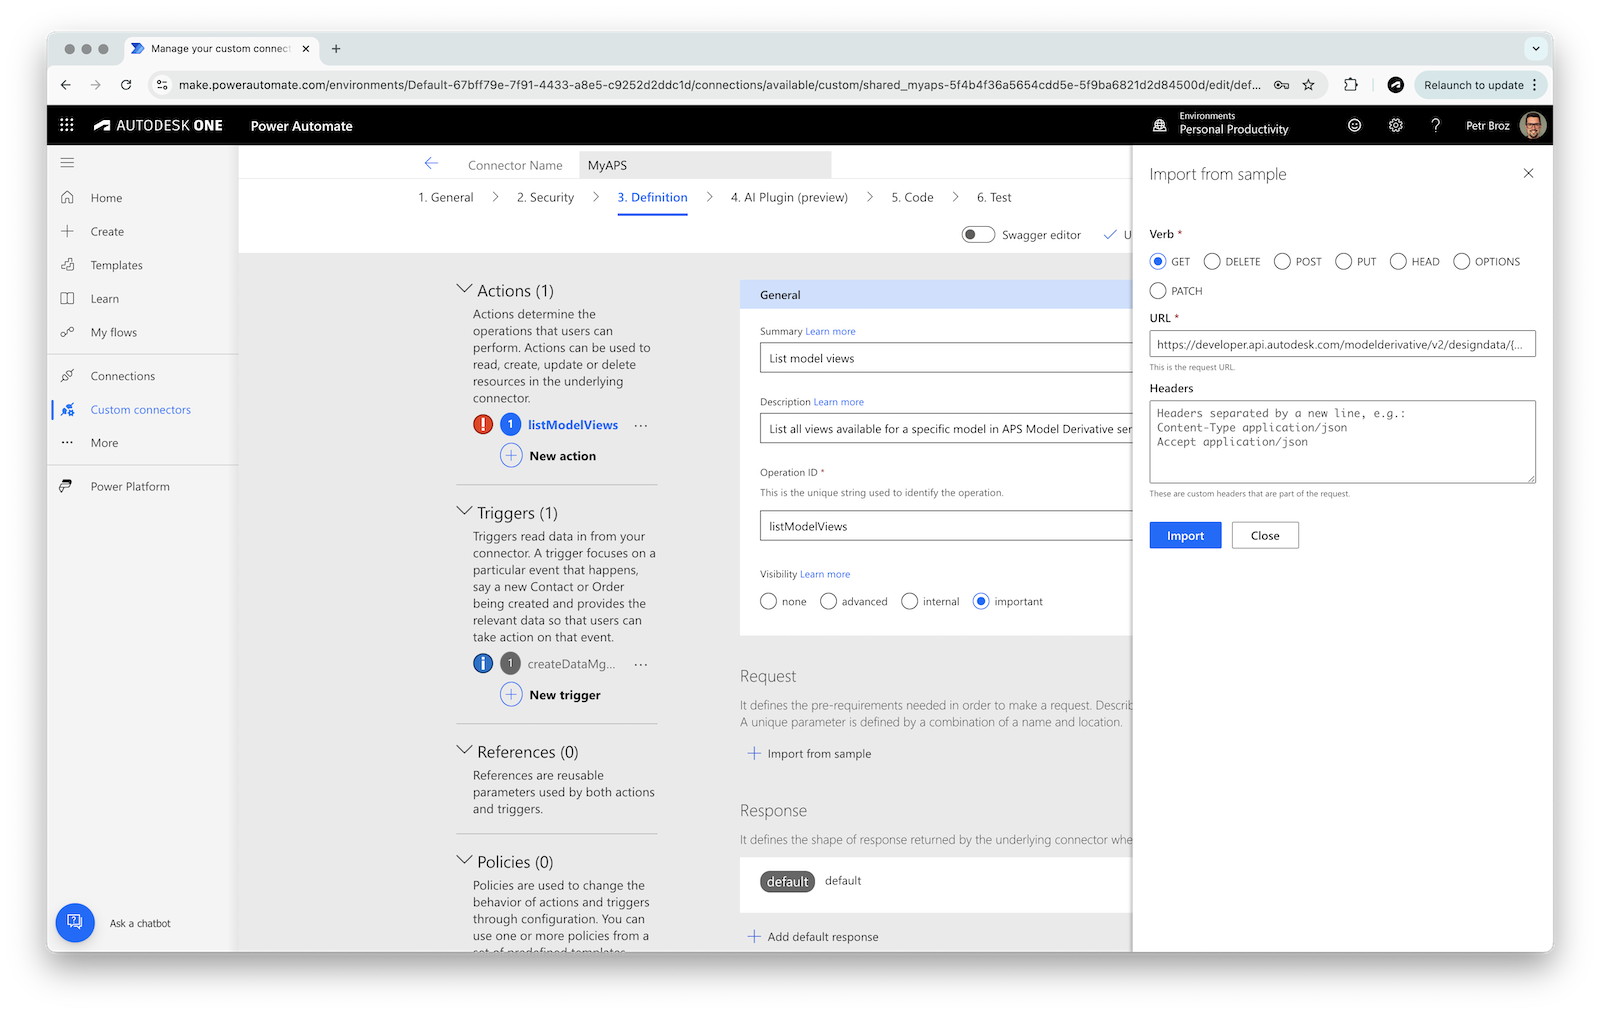 Manage your custom connect
make.powerautomate.com/environments/Default-67bff79e-7f91-4433-a8e5-c9252d2ddc1d/connections/available/custom/shared_myaps-5f4b4f36a5654cdd5e-5f9ba6821d2d84500d/edit/def...
Relaunch to update
AUTODESK ONE
Power Automate
Environments
Personal Productivity
Petr Broz
Home
Create
Templates
Learn
My flows
Connections
Custom connectors
More
Power Platform
Ask a chatbot
Connector Name
MyAPS
1. General
2. Security
3. Definition
4. AI Plugin (preview)
5. Code
6. Test
Swagger editor
U
Actions (1)
Actions determine the
operations that users can
perform. Actions can be used to
read, create, update or delete
resources in the underlying
connector.
1 listModelViews ...
New action
Triggers (1)
Triggers read data in from your
connector. A trigger focuses on a
particular event that happens,
say a new Contact or Order
being created and provides the
relevant data so that users can
take action on that event.
1 createDataMg... ...
New trigger
References (0)
References are reusable
parameters used by both actions
and triggers.
Policies (0)
Policies are used to change the
behavior of actions and triggers
through configuration. You can
use one or more policies from a
set of predefined templates
General
Summary Learn more
List model views
Description Learn more
List all views available for a specific model in APS Model Derivative ser
Operation ID *
This is the unique string used to identify the operation.
listModelViews
Visibility Learn more
none
advanced
internal
important
Request
It defines the pre-requirements needed in order to make a request. Describ
A unique parameter is defined by a combination of a name and location.
Import from sample
Response
It defines the shape of response returned by the underlying connector whe
default default
Add default response
Import from sample
Verb *
GET
DELETE
POST
PUT
HEAD
OPTIONS
PATCH
URL *
https://developer.api.autodesk.com/modelderivative/v2/designdata/{...
This is the request URL.
Headers
Headers separated by a new line, e.g.:
Content-Type application/json
Accept application/json
These are custom headers that are part of the request.
Import
Close